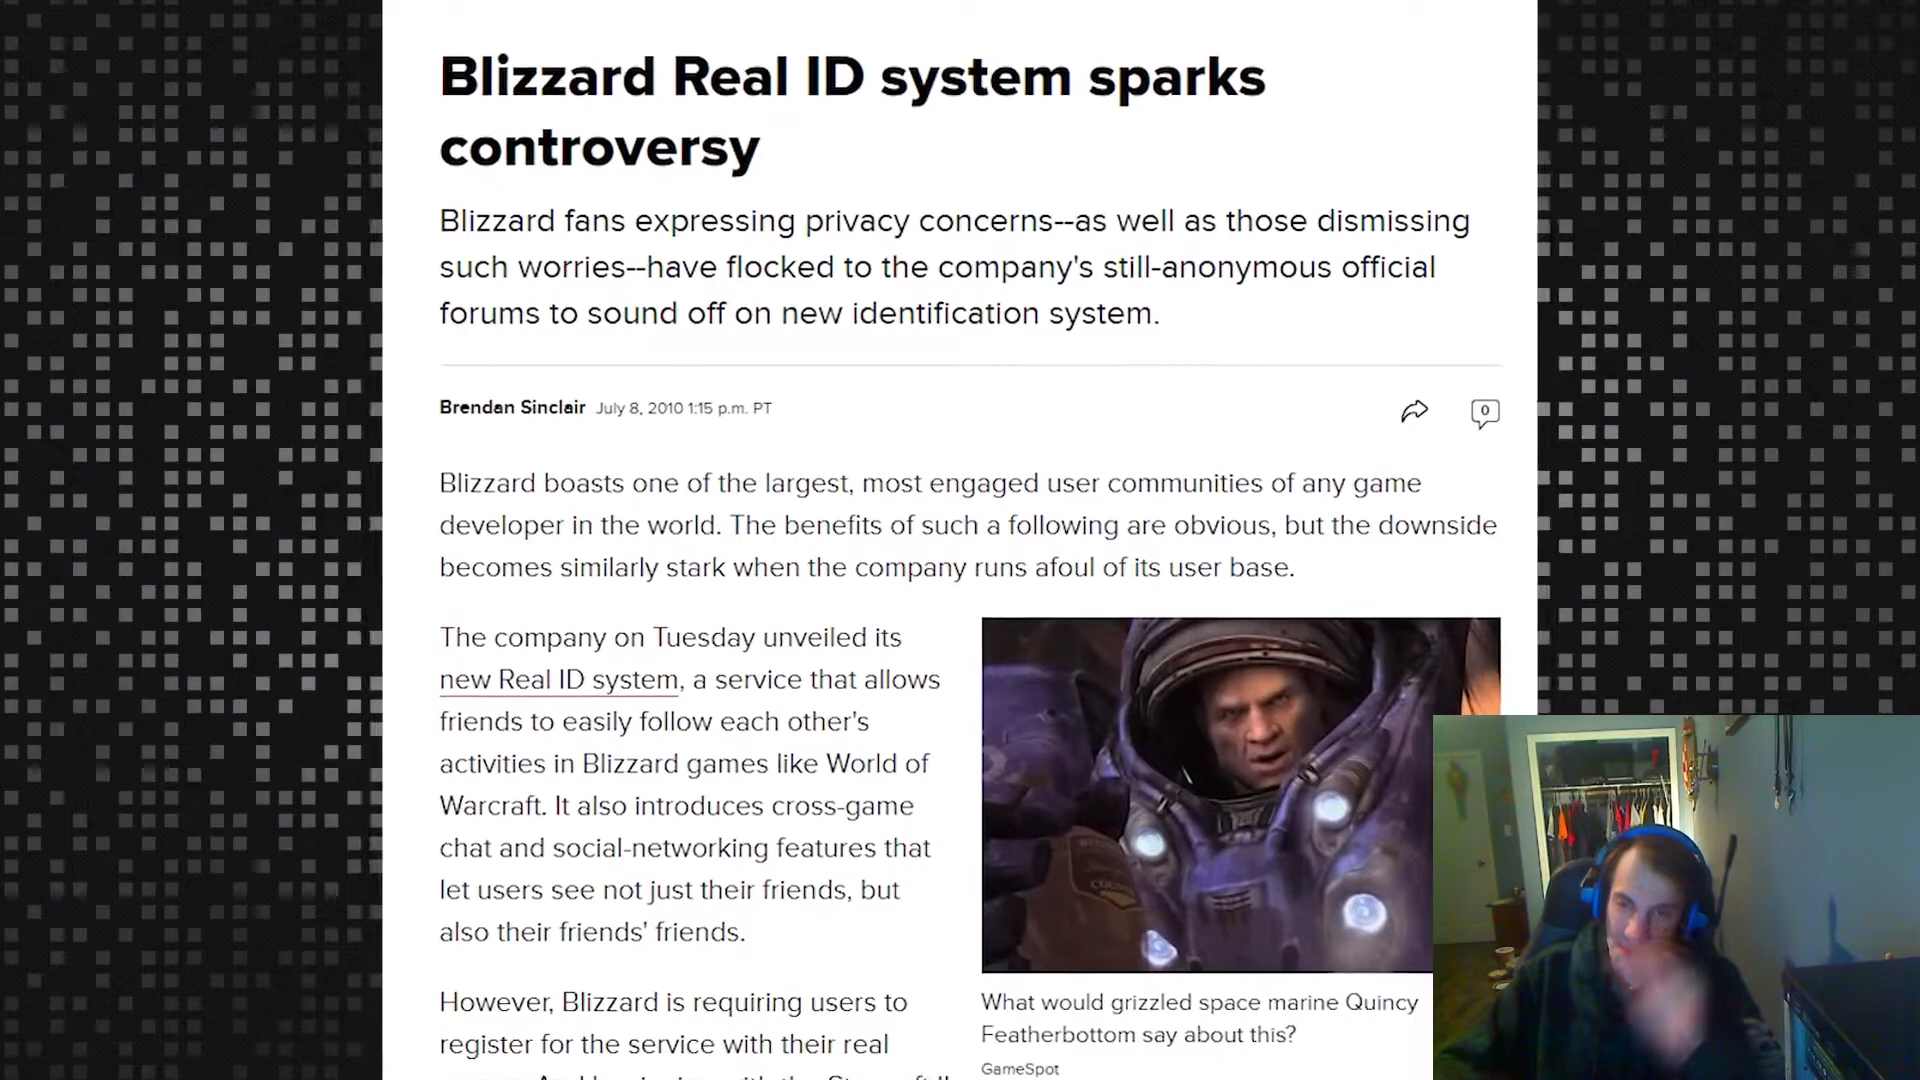 Blizzard Real ID system sparks
controversy
Blizzard fans expressing privacy concerns--as well as those dismissing
such worries--have flocked to the company's still-anonymous official
forums to sound off on new identification system.
Brendan Sinclair July 8, 2010 1:15 p.m. PT
0
Blizzard boasts one of the largest, most engaged user communities of any game
developer in the world. The benefits of such a following are obvious, but the downside
becomes similarly stark when the company runs afoul of its user base.
The company on Tuesday unveiled its
new Real ID system, a service that allows
friends to easily follow each other's
activities in Blizzard games like World of
Warcraft. It also introduces cross-game
chat and social-networking features that
let users see not just their friends, but
also their friends' friends.
However, Blizzard is requiring users to
register for the service with their real
What would grizzled space marine Quincy
Featherbottom say about this?
GameSpot